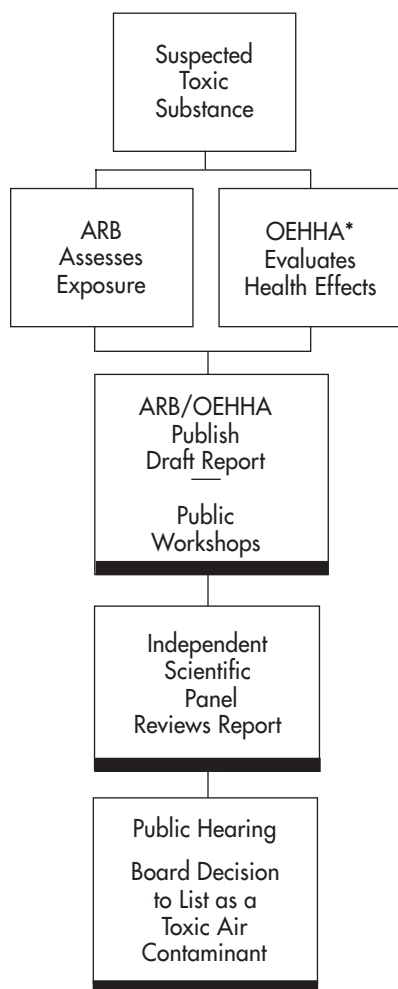 Suspected
Toxic
Substance
ARB
Assesses
Exposure
OEHHA*
Evaluates
Health Effects
ARB/OEHHA
Publish
Draft Report
Public
Workshops
Independent
Scientific
Panel
Reviews Report
Public Hearing
Board Decision
to List as a
Toxic Air
Contaminant